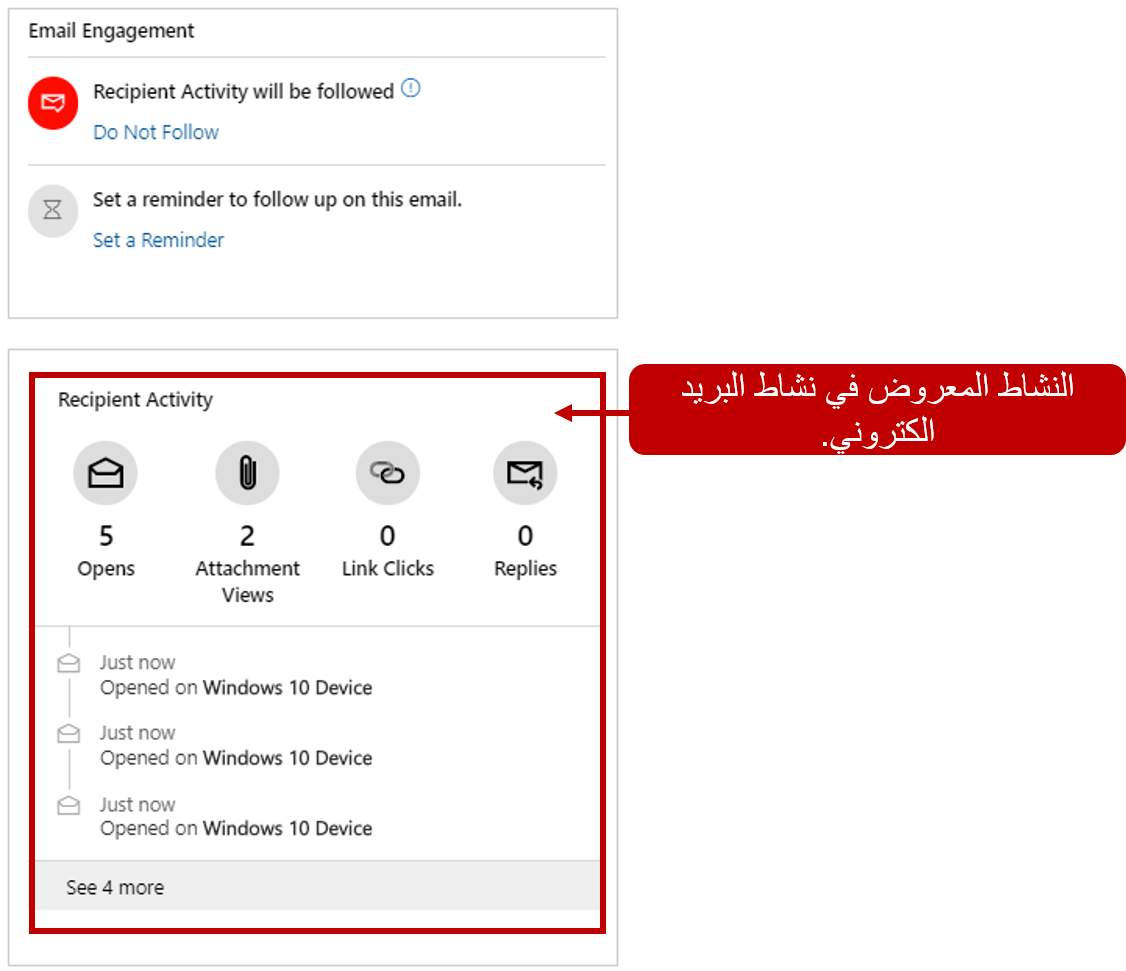 Email Engagement
Recipient Activity will be followed
Do Not Follow
Set a reminder to follow up on this email.
Set a Reminder
Recipient Activity
النشاط المعروض في نشاط البريد
الكتروني.
5
Opens
2
Attachment
Views
0
Link Clicks
0
Replies
Just now
Opened on Windows 10 Device
Just now
Opened on Windows 10 Device
Just now
Opened on Windows 10 Device
See 4 more